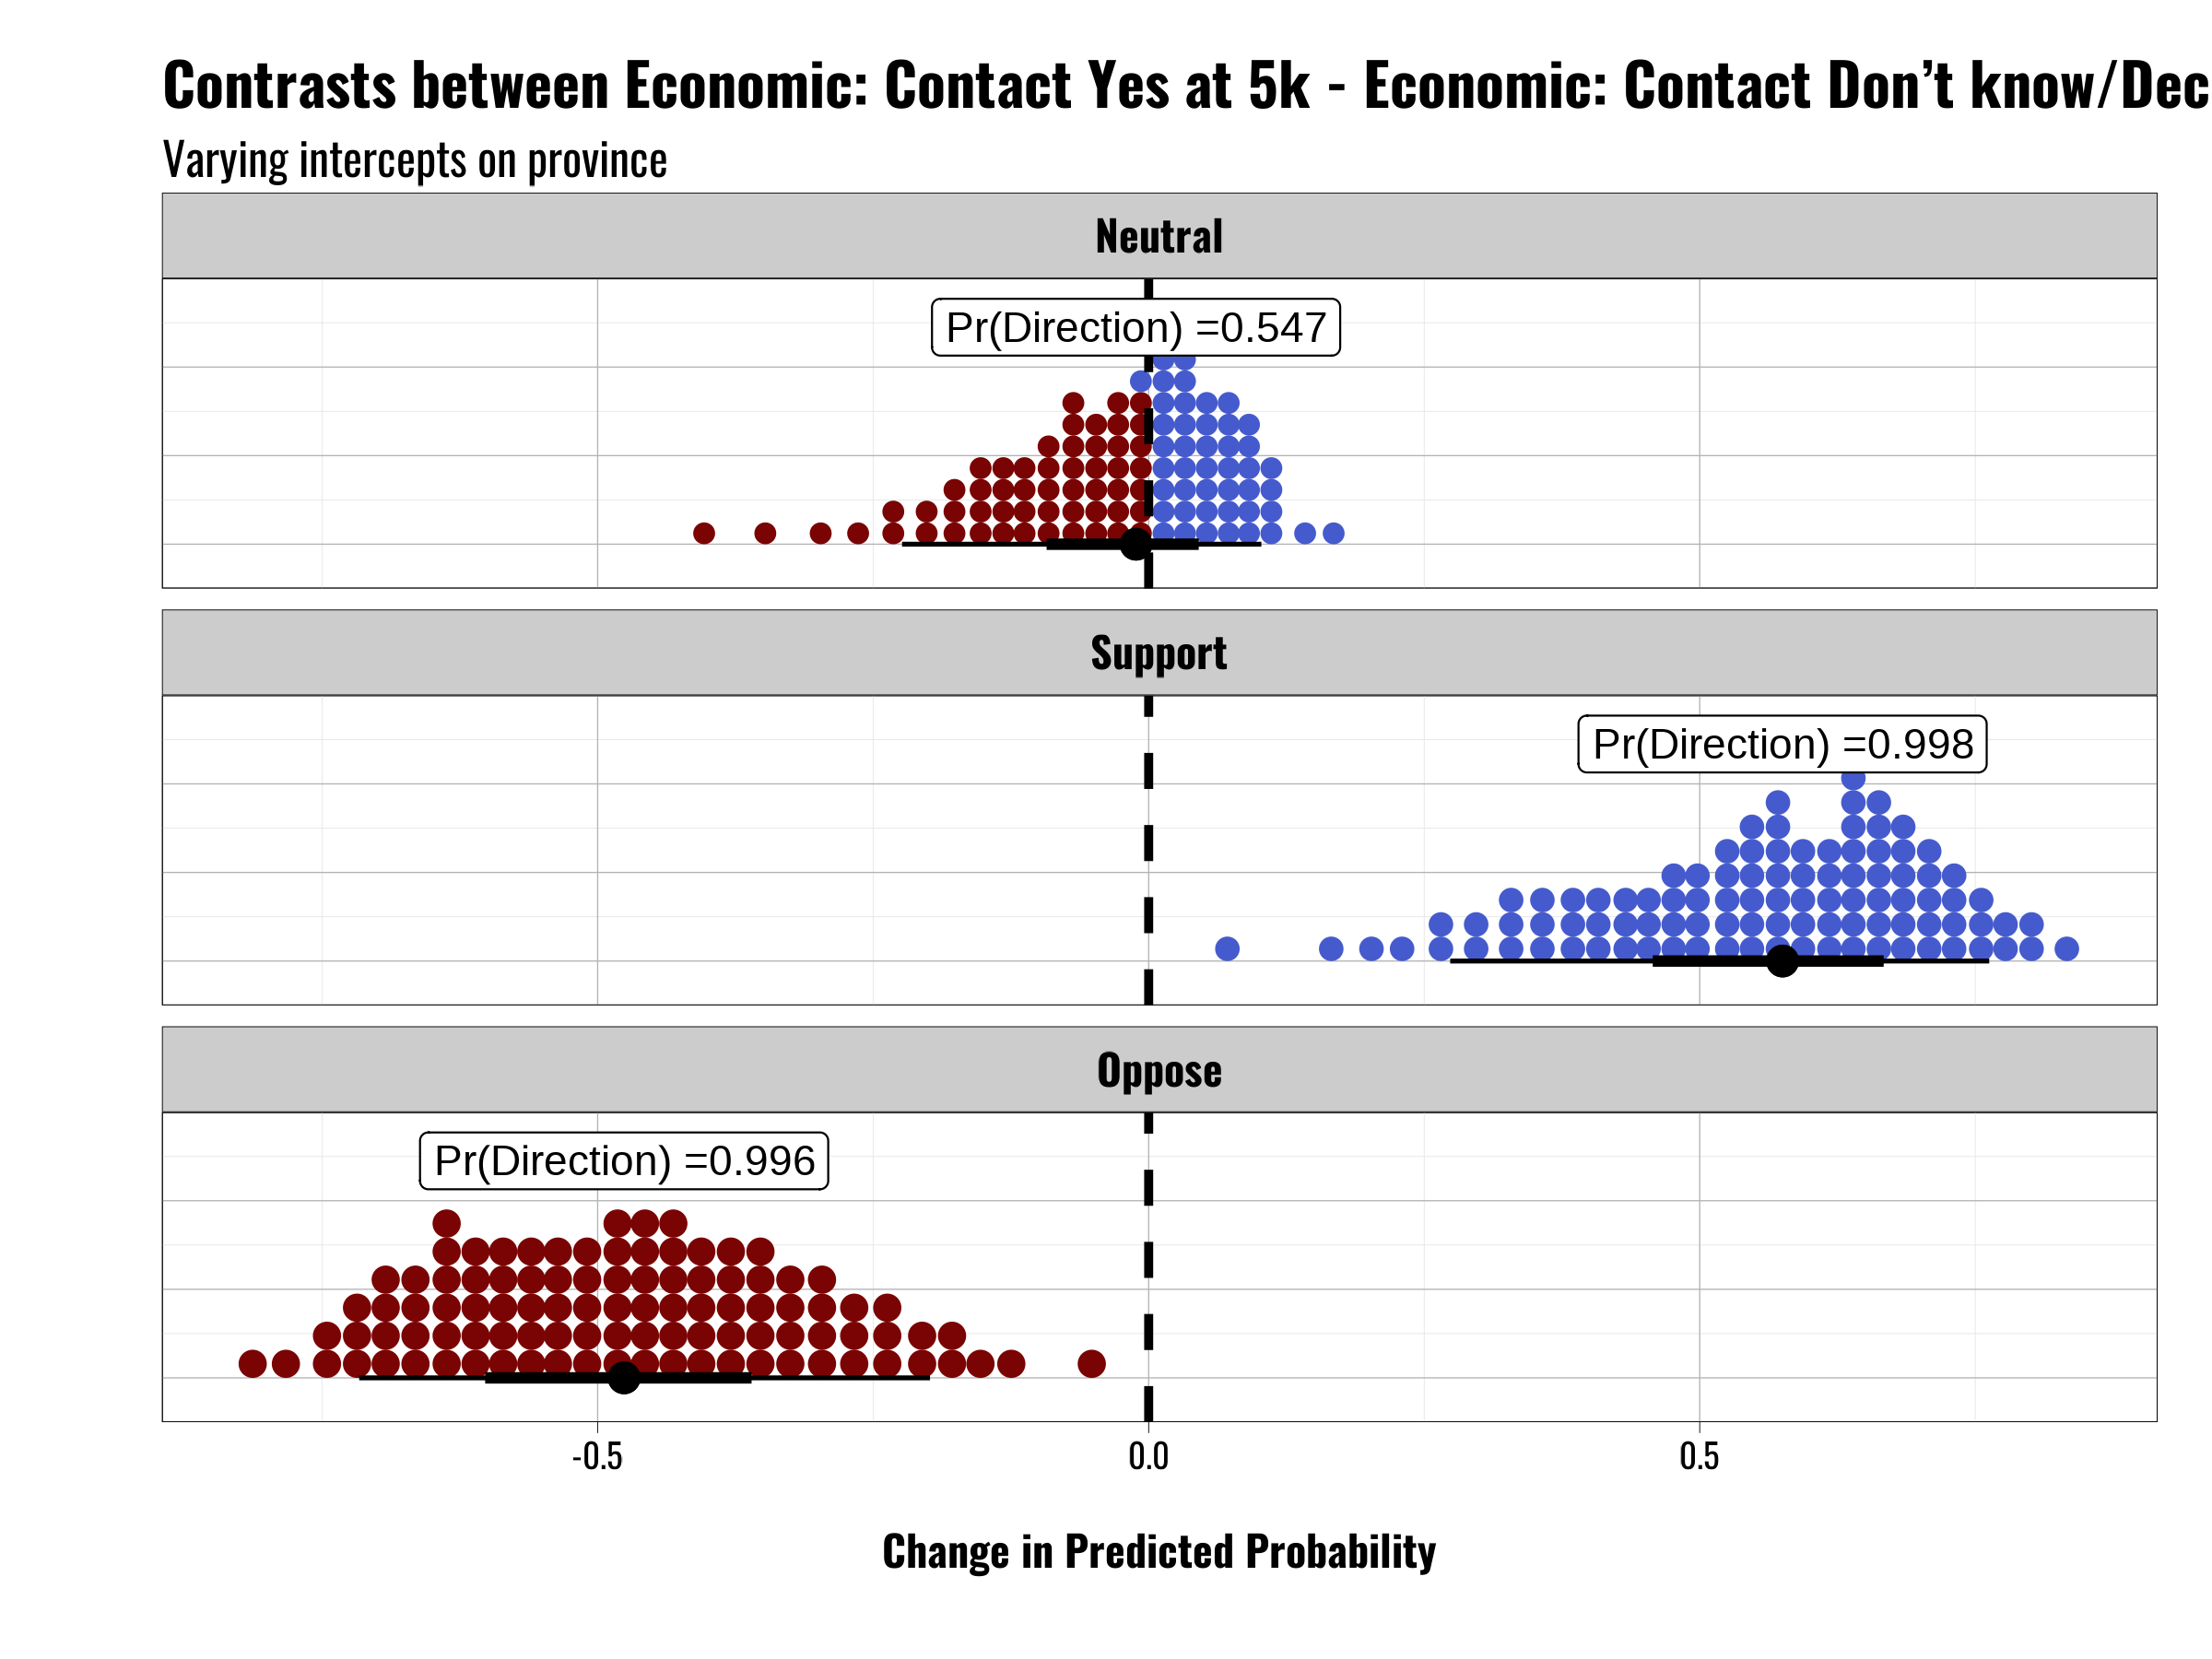 Contrasts between Economic: Contact Yes at 5k - Economic: Contact Don’t know/Dec
Varying intercepts on province
Neutral
Pr(Direction) =0.547
Support
Pr(Direction) =0.998
Oppose
Pr(Direction) =0.996
-0.5 0.0 0.5
Change in Predicted Probability